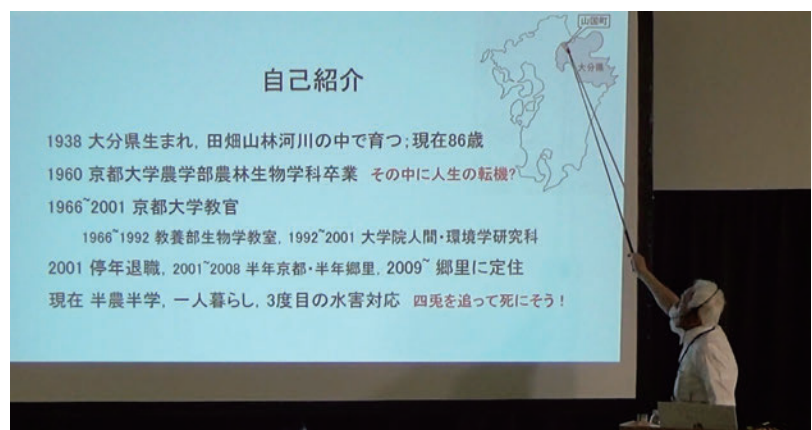 山国町
大分県
自己紹介
1938 大分県生まれ，田畑山林河川の中で育つ；現在86歳
1960 京都大学農学部農林生物学科卒業 その中に人生の転機?
1966~2001 京都大学教官
1966~1992 教養部生物学教室，1992~2001 大学院人間・環境学研究科
2001 停年退職，2001~2008 半年京都・半年郷里，2009~ 郷里に定住
現在 半農半学，一人暮らし，3度目の水害対応 四兎を追って死にそう！